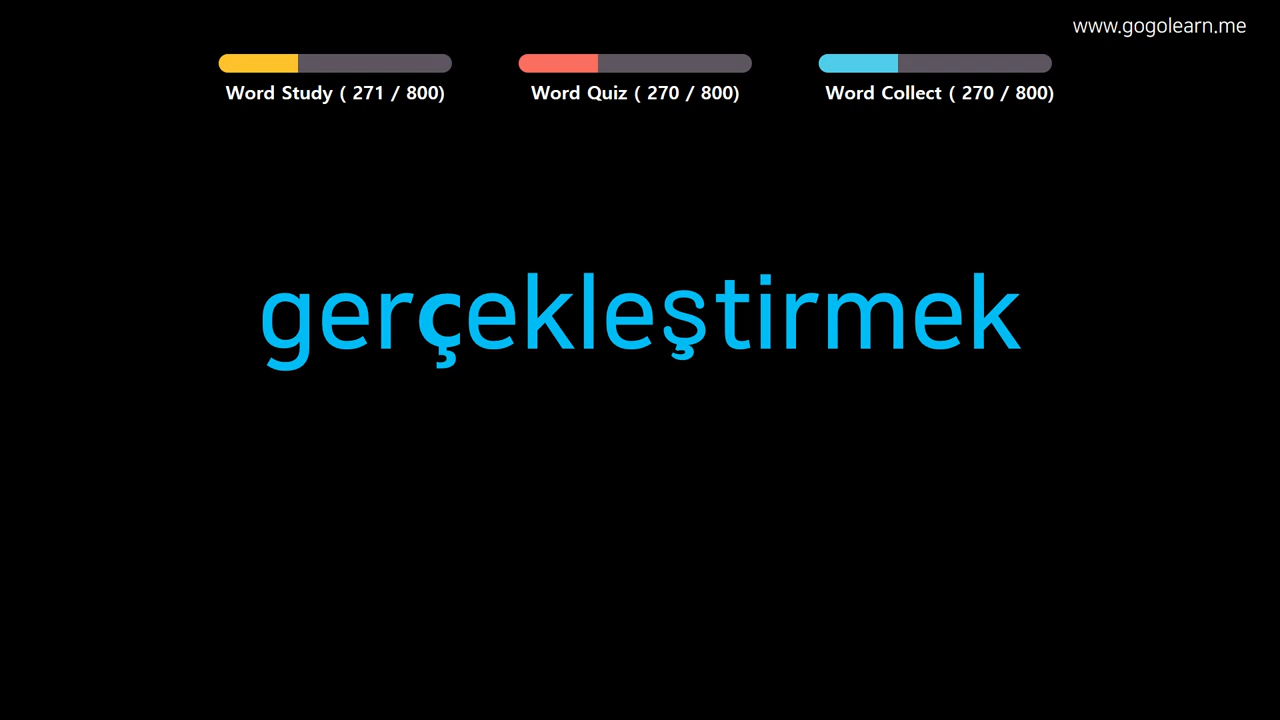 www.gogolearn.me
Word Study ( 271 / 800)
Word Quiz ( 270 / 800)
Word Collect ( 270 / 800)
gerçekleştirmek